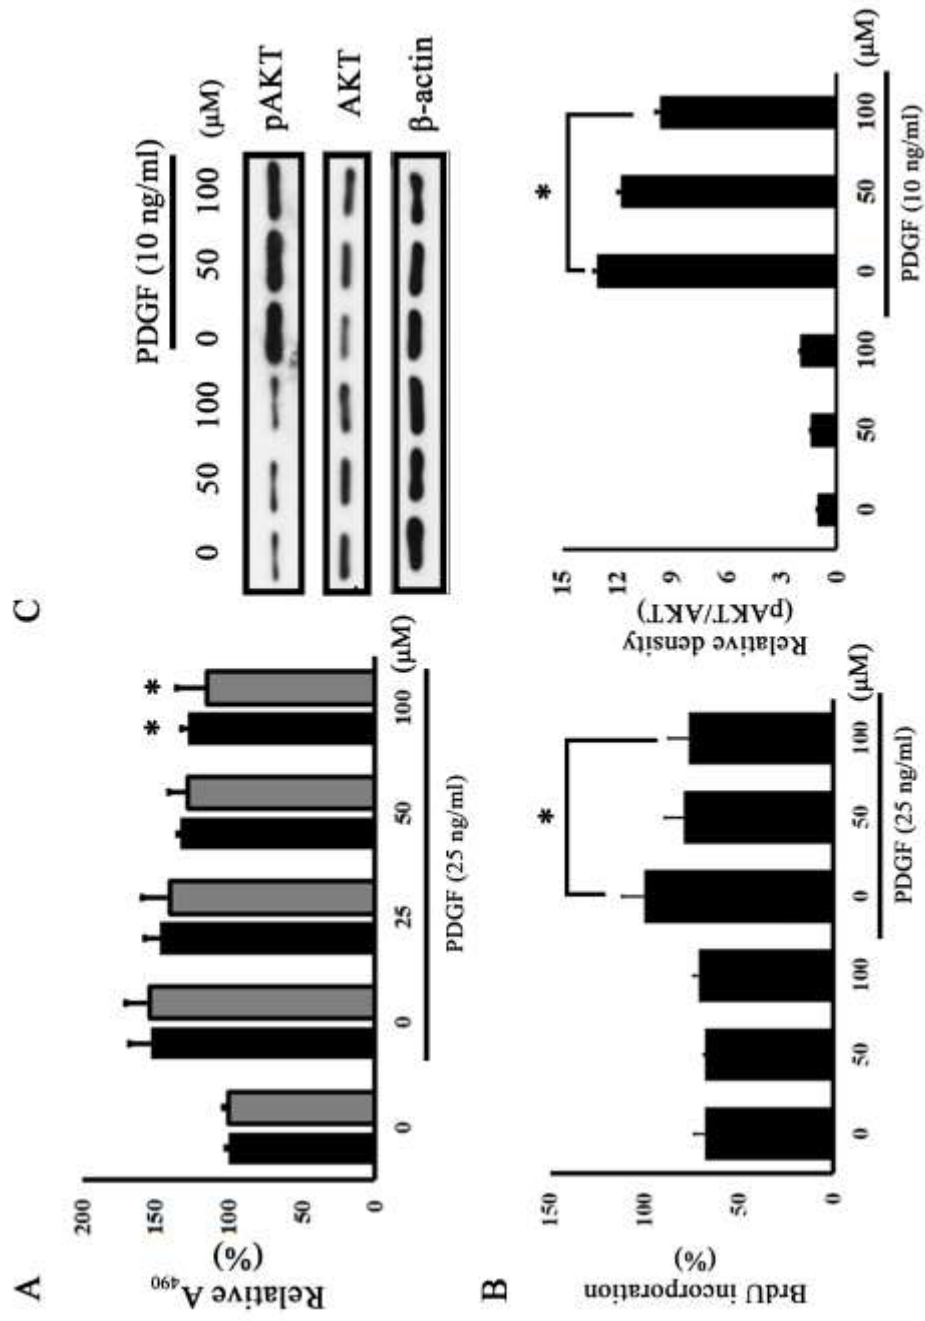 A
Relative A490
(%)
200
150
100
50
0
*
*
0
0
25
50
100
(μM)
PDGF (25 ng/ml)
B
BrdU incorporation
(%)
150
100
50
0
*
0
50
100
0
50
100
(μM)
PDGF (25 ng/ml)
C
PDGF (10 ng/ml)
0
50
100
0
50
100
(μM)
pAKT
AKT
β-actin
Relative density
(pAKT/AKT)
15
12
9
6
3
0
*
0
50
100
0
50
100
(μM)
PDGF (10 ng/ml)